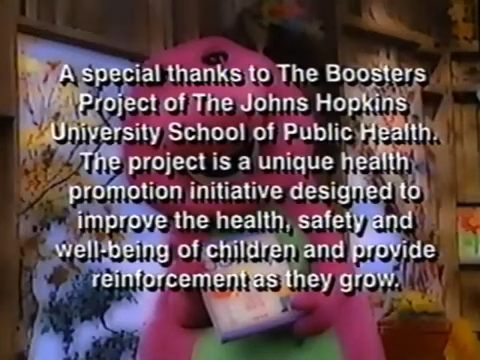 A special thanks to The Boosters
Project of The Johns Hopkins
University School of Public Health.
The project is a unique health
promotion initiative designed to
improve the health, safety and
well-being of children and provide
reinforcement as they grow.